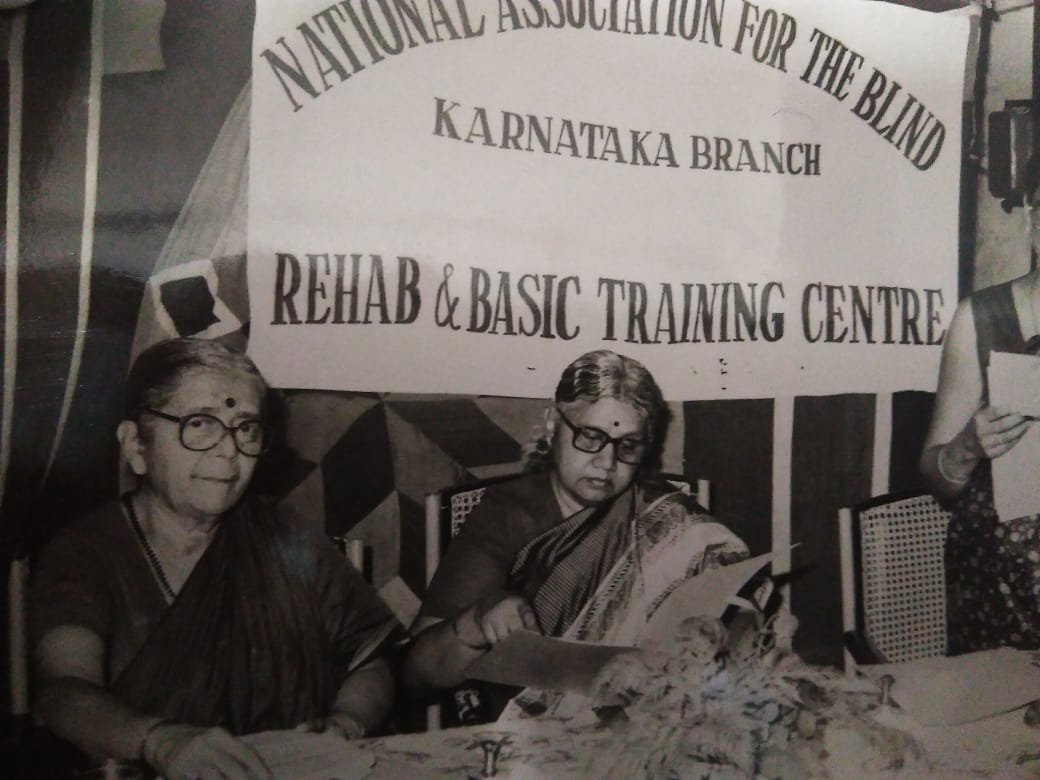 NATIONAL ASSOCIATION FOR THE BLIND
KARNATAKA BRANCH
REHAB & BASIC TRAINING CENTRE